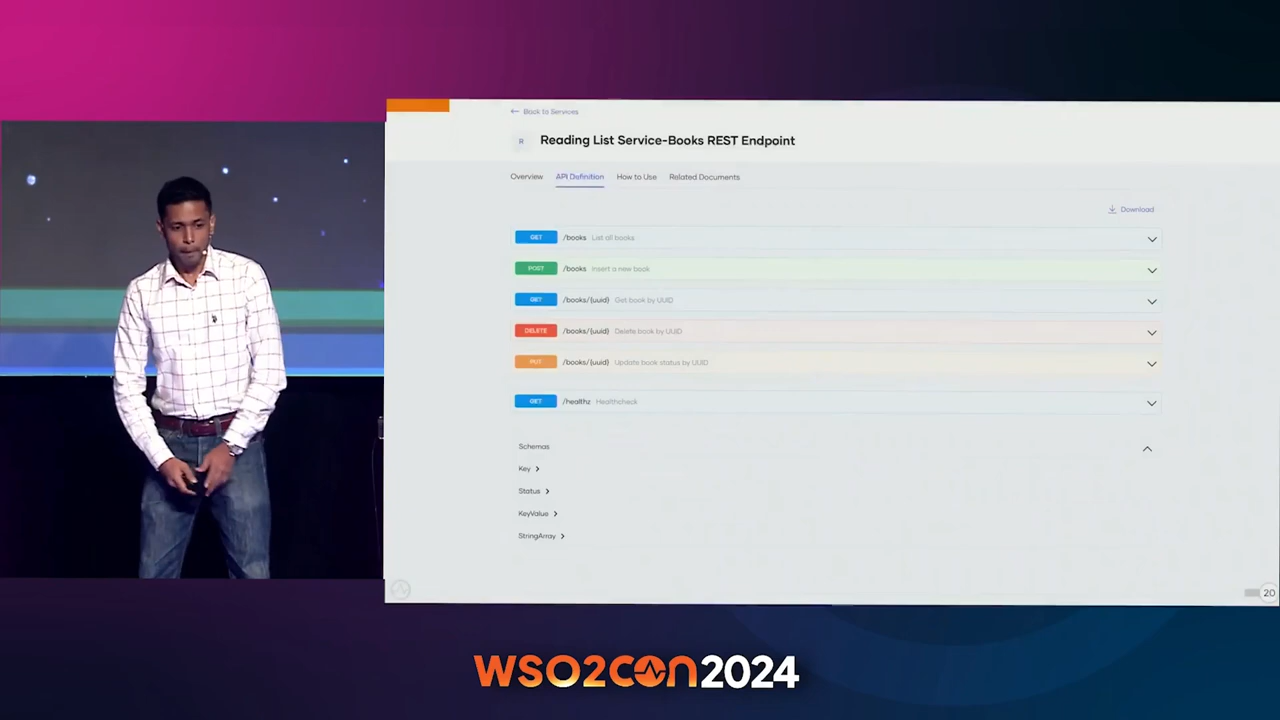 Back to Services
R
Reading List Service-Books REST Endpoint
Overview API Definition How to Use Related Documents
Download
GET /books List all books
POST /books Insert a new book
GET /books/{uuid} Get book by UUID
DELETE /books/{uuid} Delete book by UUID
PUT /books/{uuid} Update book status by UUID
GET /healthz Healthcheck
Schemas
Key
Status
KeyValue
StringArray
20
WSO2CON2024